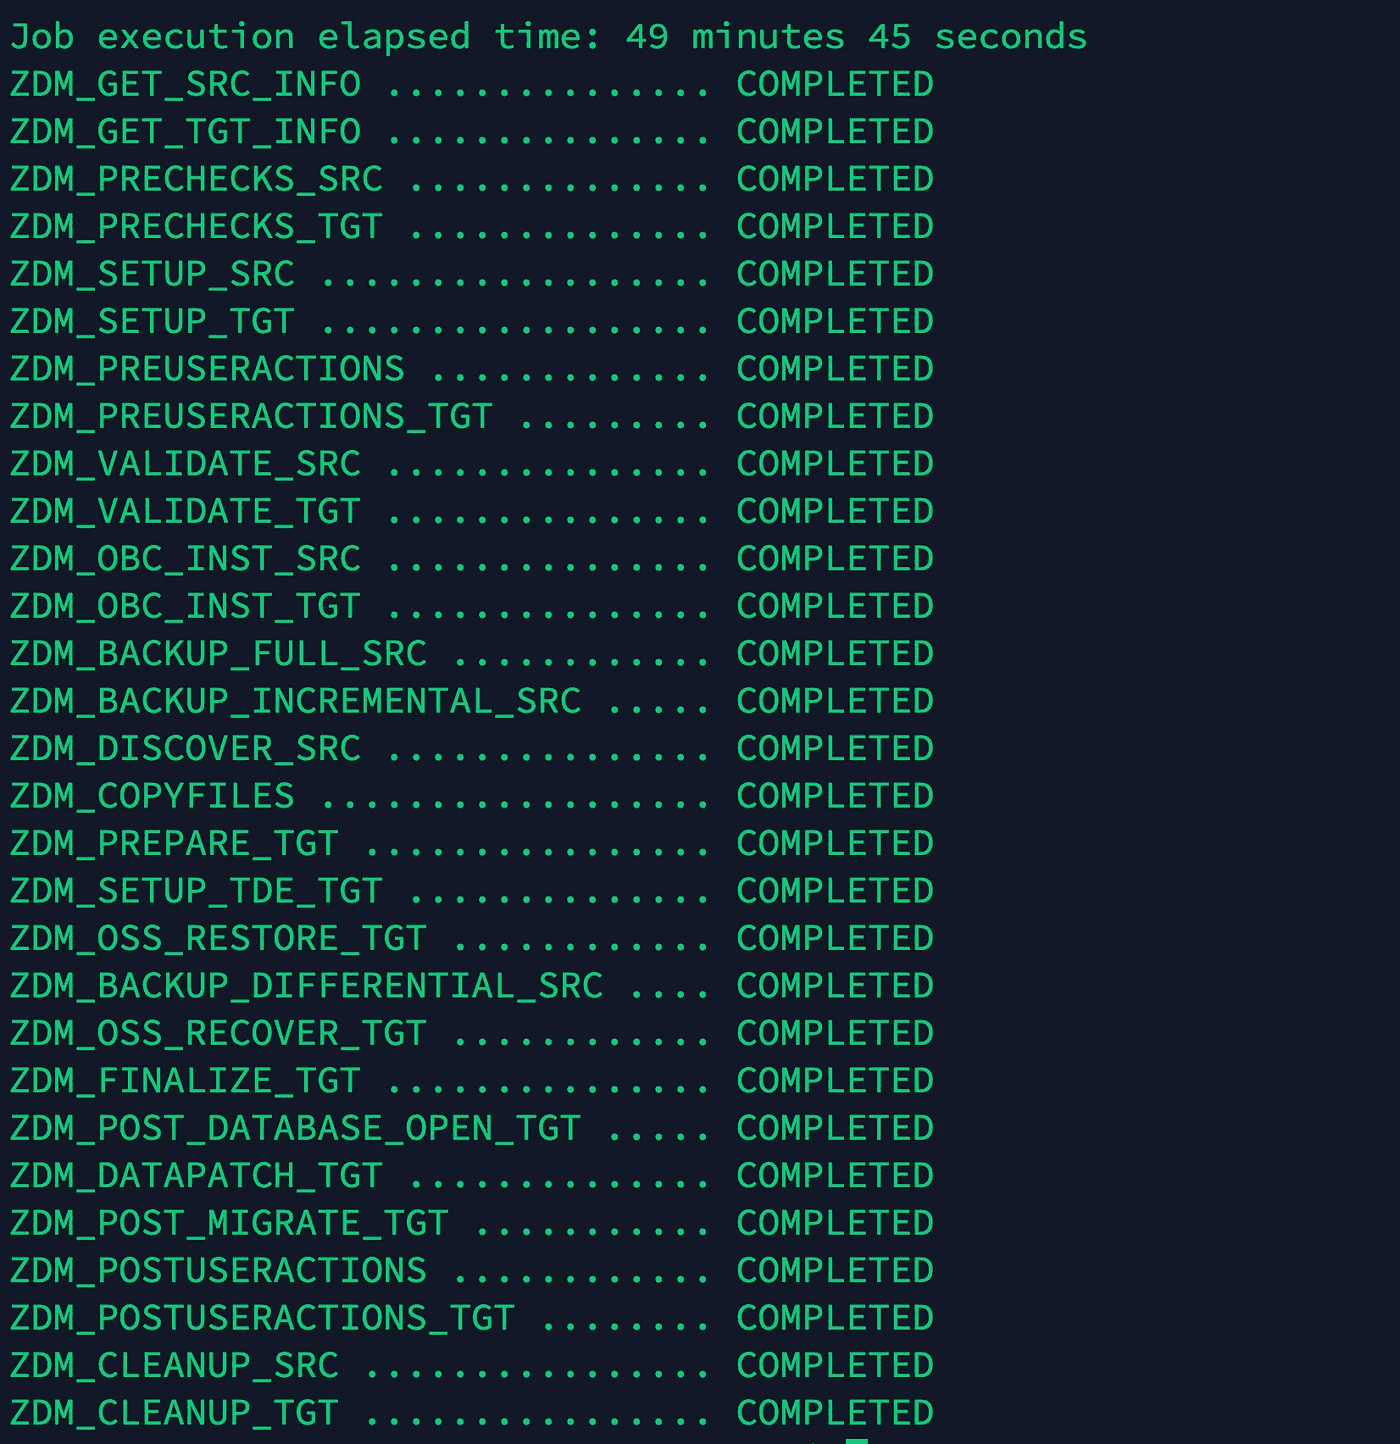 Job execution elapsed time: 49 minutes 45 seconds
ZDM_GET_SRC_INFO ............... COMPLETED
ZDM_GET_TGT_INFO ............... COMPLETED
ZDM_PRECHECKS_SRC .............. COMPLETED
ZDM_PRECHECKS_TGT .............. COMPLETED
ZDM_SETUP_SRC .................. COMPLETED
ZDM_SETUP_TGT .................. COMPLETED
ZDM_PREUSERACTIONS ............. COMPLETED
ZDM_PREUSERACTIONS_TGT ......... COMPLETED
ZDM_VALIDATE_SRC ............... COMPLETED
ZDM_VALIDATE_TGT ............... COMPLETED
ZDM_OBC_INST_SRC ............... COMPLETED
ZDM_OBC_INST_TGT ............... COMPLETED
ZDM_BACKUP_FULL_SRC ............ COMPLETED
ZDM_BACKUP_INCREMENTAL_SRC ..... COMPLETED
ZDM_DISCOVER_SRC ............... COMPLETED
ZDM_COPYFILES .................. COMPLETED
ZDM_PREPARE_TGT ................ COMPLETED
ZDM_SETUP_TDE_TGT .............. COMPLETED
ZDM_OSS_RESTORE_TGT ............ COMPLETED
ZDM_BACKUP_DIFFERENTIAL_SRC .... COMPLETED
ZDM_OSS_RECOVER_TGT ............ COMPLETED
ZDM_FINALIZE_TGT ............... COMPLETED
ZDM_POST_DATABASE_OPEN_TGT ..... COMPLETED
ZDM_DATAPATCH_TGT .............. COMPLETED
ZDM_POST_MIGRATE_TGT ........... COMPLETED
ZDM_POSTUSERACTIONS ............ COMPLETED
ZDM_POSTUSERACTIONS_TGT ........ COMPLETED
ZDM_CLEANUP_SRC ................ COMPLETED
ZDM_CLEANUP_TGT ................ COMPLETED